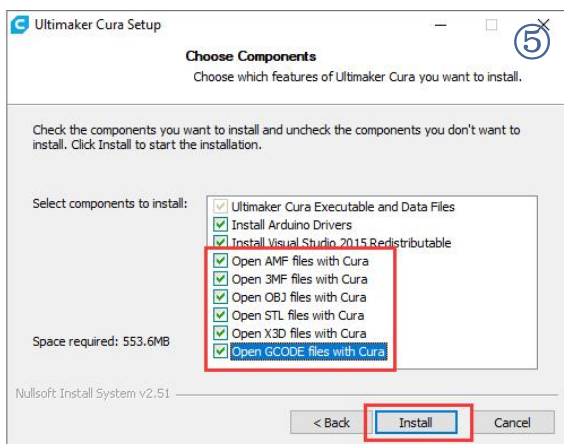 Ultimaker Cura Setup
⑤
Choose Components
Choose which features of Ultimaker Cura you want to install.
Check the components you want to install and uncheck the components you don't want to
install. Click Install to start the installation.
Select components to install:
Ultimaker Cura Executable and Data Files
Install Arduino Drivers
Install Visual Studio 2015 Redistributable
Open AMF files with Cura
Open 3MF files with Cura
Open OBJ files with Cura
Open STL files with Cura
Open X3D files with Cura
Open GCODE files with Cura
Space required: 553.6MB
Nullsoft Install System v2.51
< Back
Install
Cancel